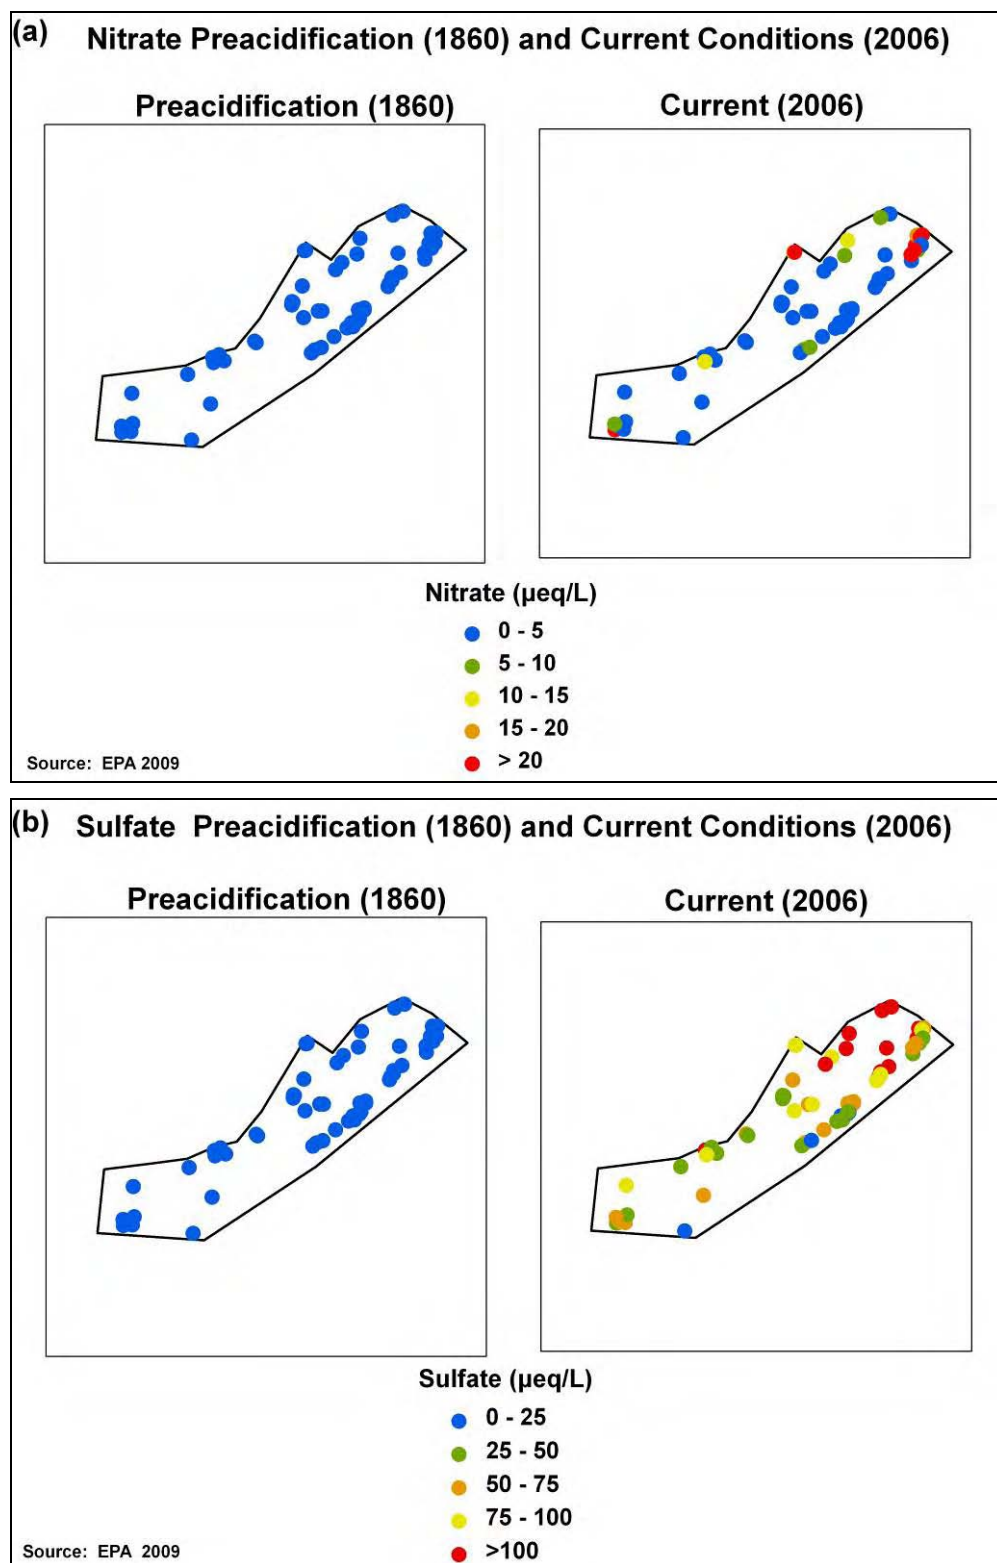 (a) Nitrate Preacidification (1860) and Current Conditions (2006)
Preacidification (1860)
Current (2006)
Nitrate (µeq/L)
0 - 5
5 - 10
10 - 15
15 - 20
> 20
Source: EPA 2009
(b) Sulfate Preacidification (1860) and Current Conditions (2006)
Preacidification (1860)
Current (2006)
Sulfate (µeq/L)
0 - 25
25 - 50
50 - 75
75 - 100
>100
Source: EPA 2009